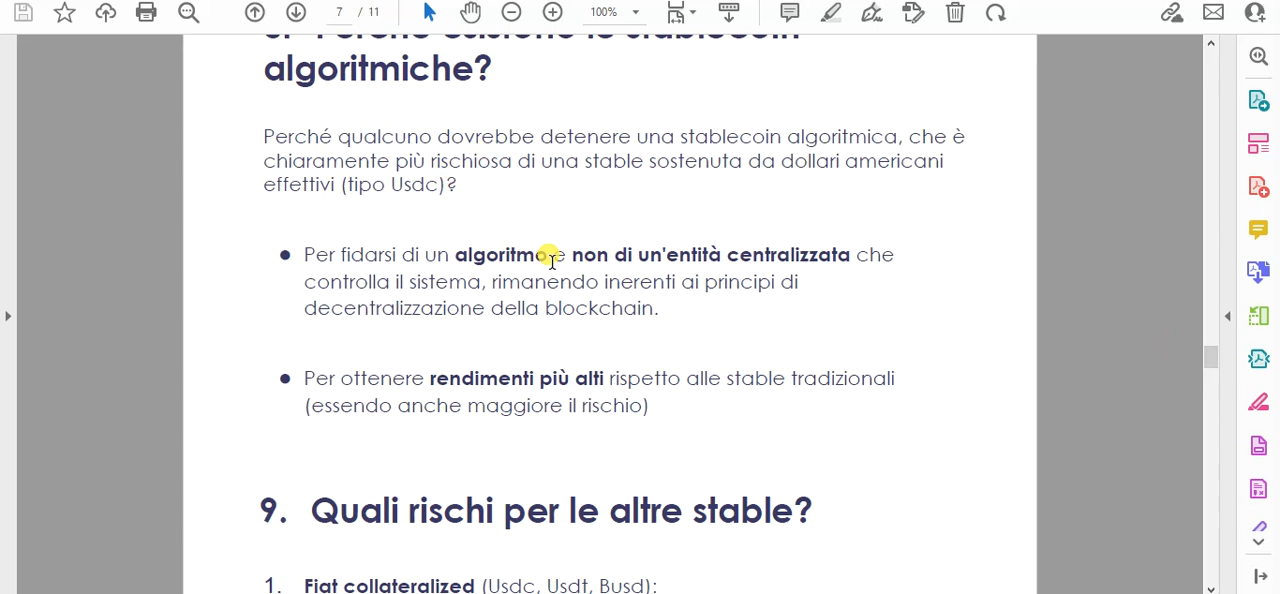 7 / 11
100%
algoritmiche?
Perché qualcuno dovrebbe detenere una stablecoin algoritmica, che è
chiaramente più rischiosa di una stable sostenuta da dollari americani
effettivi (tipo Usdc)?
● Per fidarsi di un algoritmo e non di un'entità centralizzata che
controlla il sistema, rimanendo inerenti ai principi di
decentralizzazione della blockchain.
● Per ottenere rendimenti più alti rispetto alle stable tradizionali
(essendo anche maggiore il rischio)
9. Quali rischi per le altre stable?
1. Fiat collateralized (Usdc, Usdt, Busd):